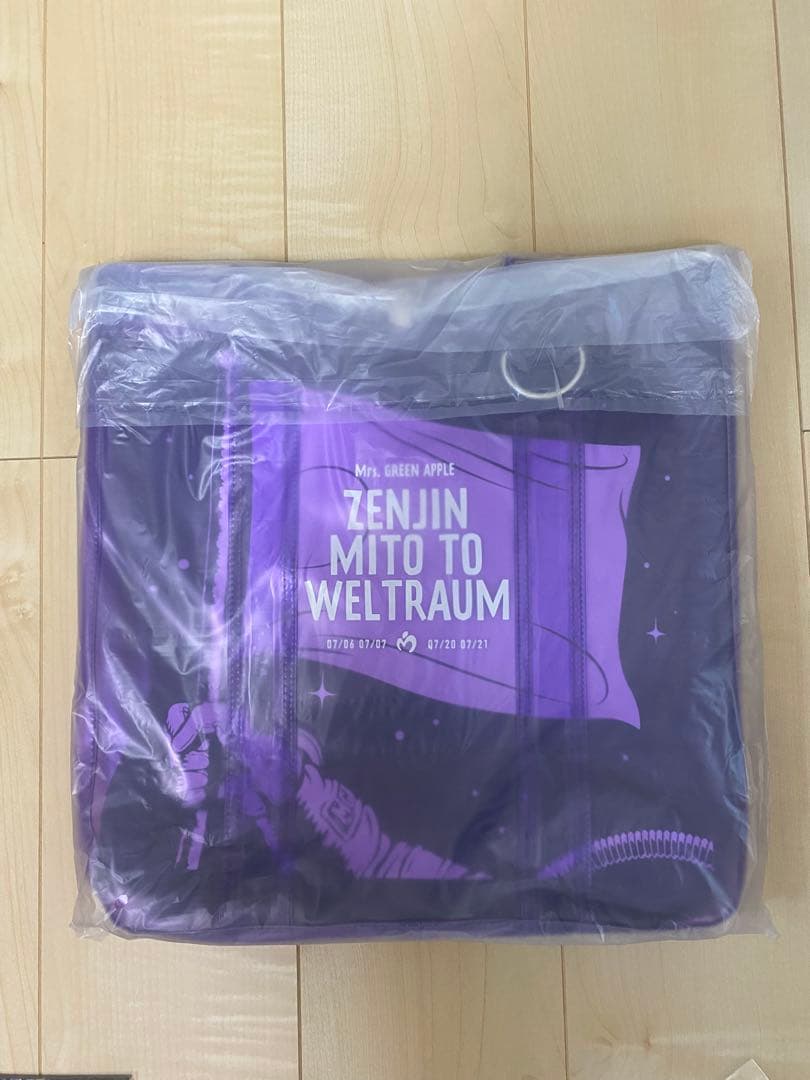 Mrs. GREEN APPLE
ZENJIN
MITO TO
WELTRAUM
07/06 07/07 07/20 07/21